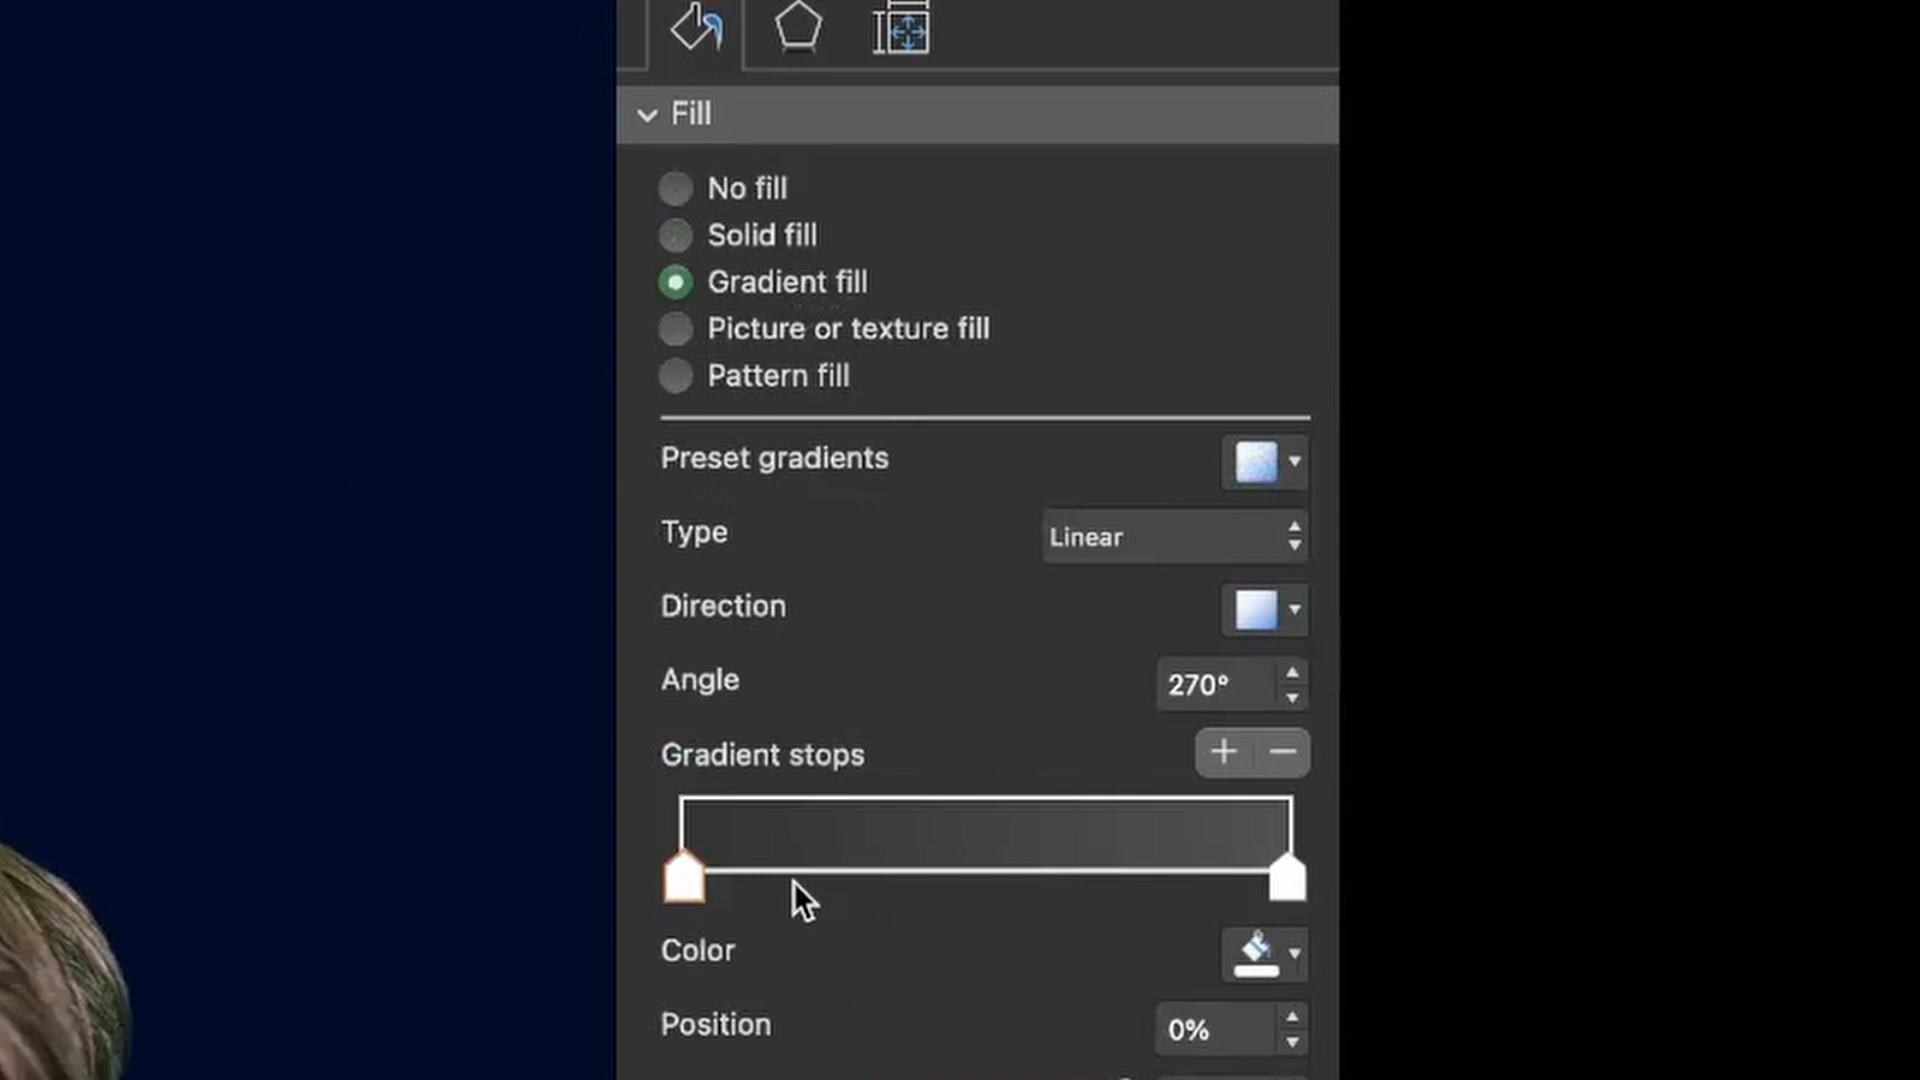 Fill
No fill
Solid fill
Gradient fill
Picture or texture fill
Pattern fill
Preset gradients
Type
Linear
Direction
Angle
270°
Gradient stops
Color
Position
0%